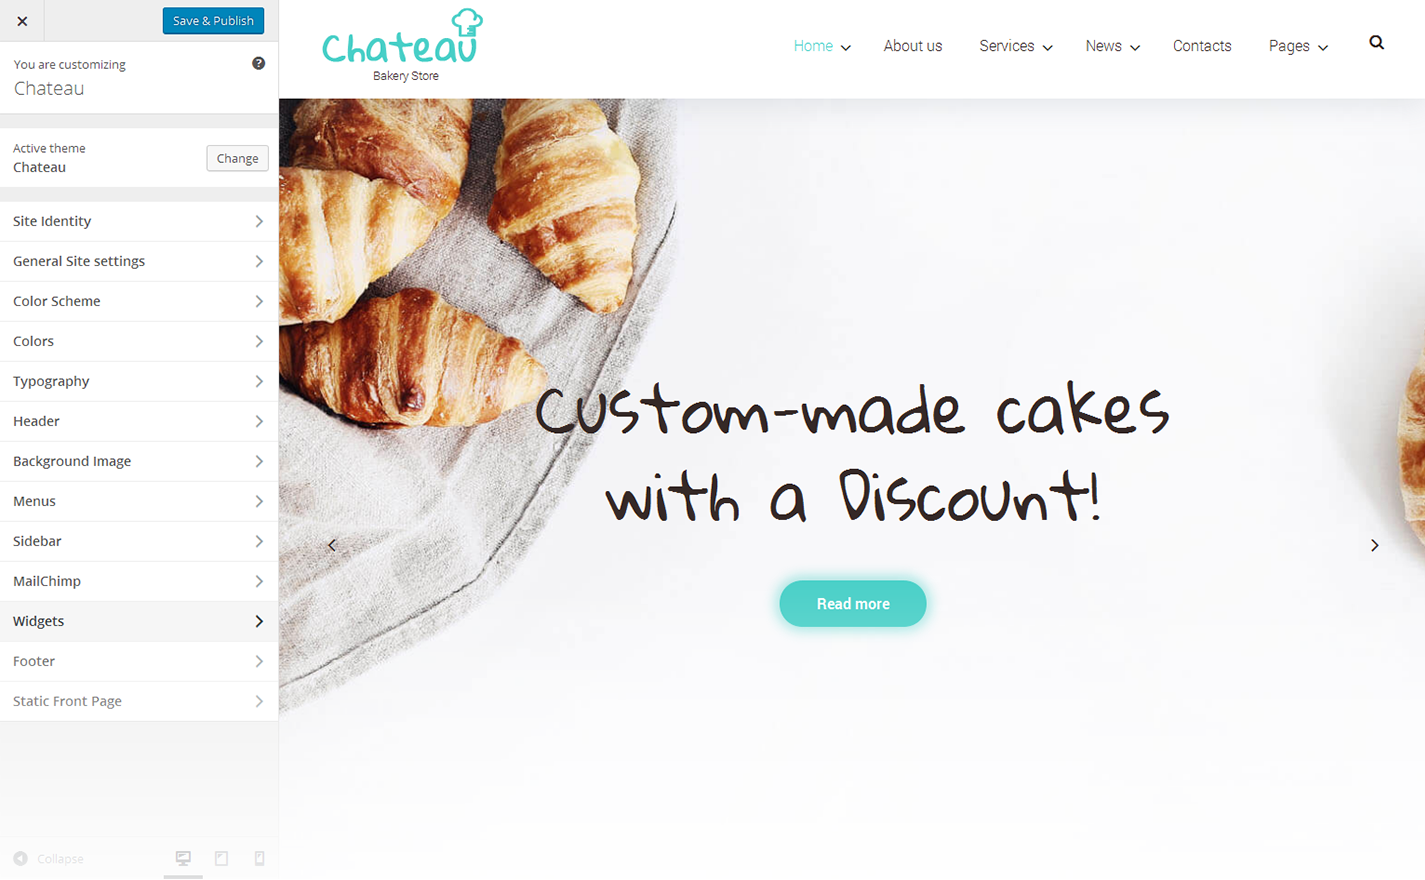 Save & Publish
You are customizing
Chateau
Active theme
Chateau
Change
Site Identity
General Site settings
Color Scheme
Colors
Typography
Header
Background Image
Menus
Sidebar
MailChimp
Widgets
Footer
Static Front Page
Collapse
Chateau
Bakery Store
Home
About us
Services
News
Contacts
Pages
Custom-made cakes
with a Discount!
Read more